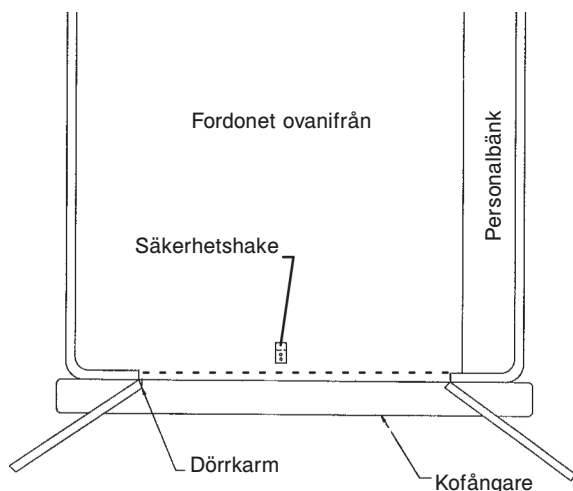 Fordonet ovanifrån
Personalbänk
Säkerhetshake
Dörrkarm
Kofångare